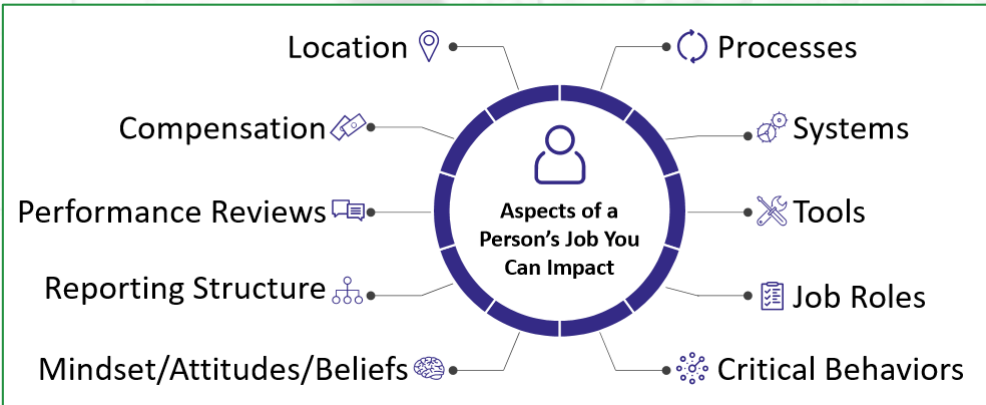 Location
Processes
Compensation
Systems
Performance Reviews
Tools
Aspects of a
Person's Job You
Can Impact
Reporting Structure
Job Roles
Mindset/Attitudes/Beliefs
Critical Behaviors